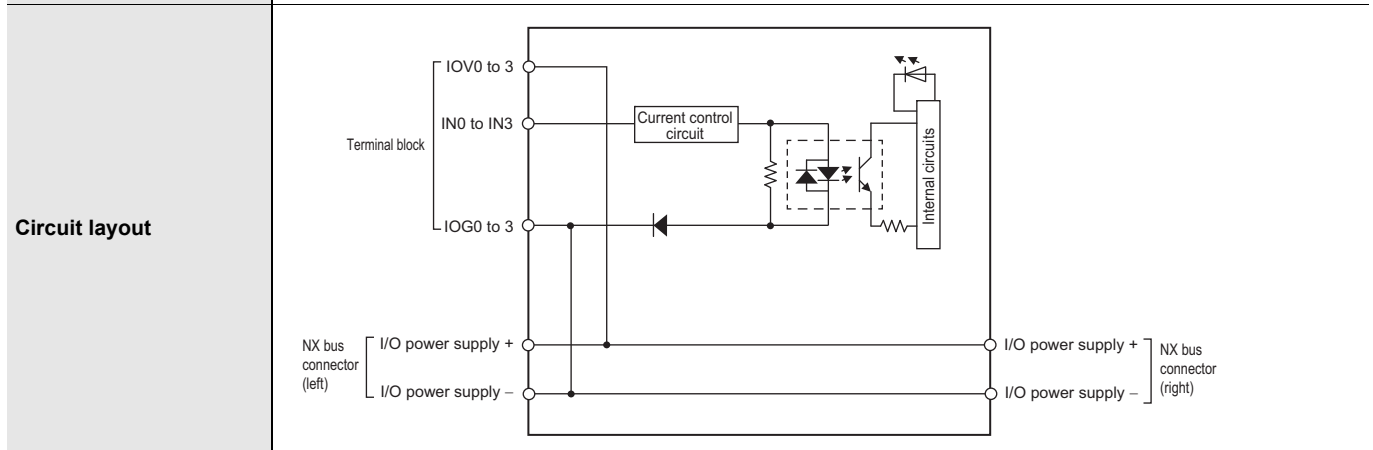 Circuit layout
Terminal block
IOV0 to 3
IN0 to IN3
IOG0 to 3
Current control
circuit
Internal circuits
NX bus
connector
(left)
I/O power supply +
I/O power supply −
I/O power supply +
I/O power supply −
NX bus
connector
(right)